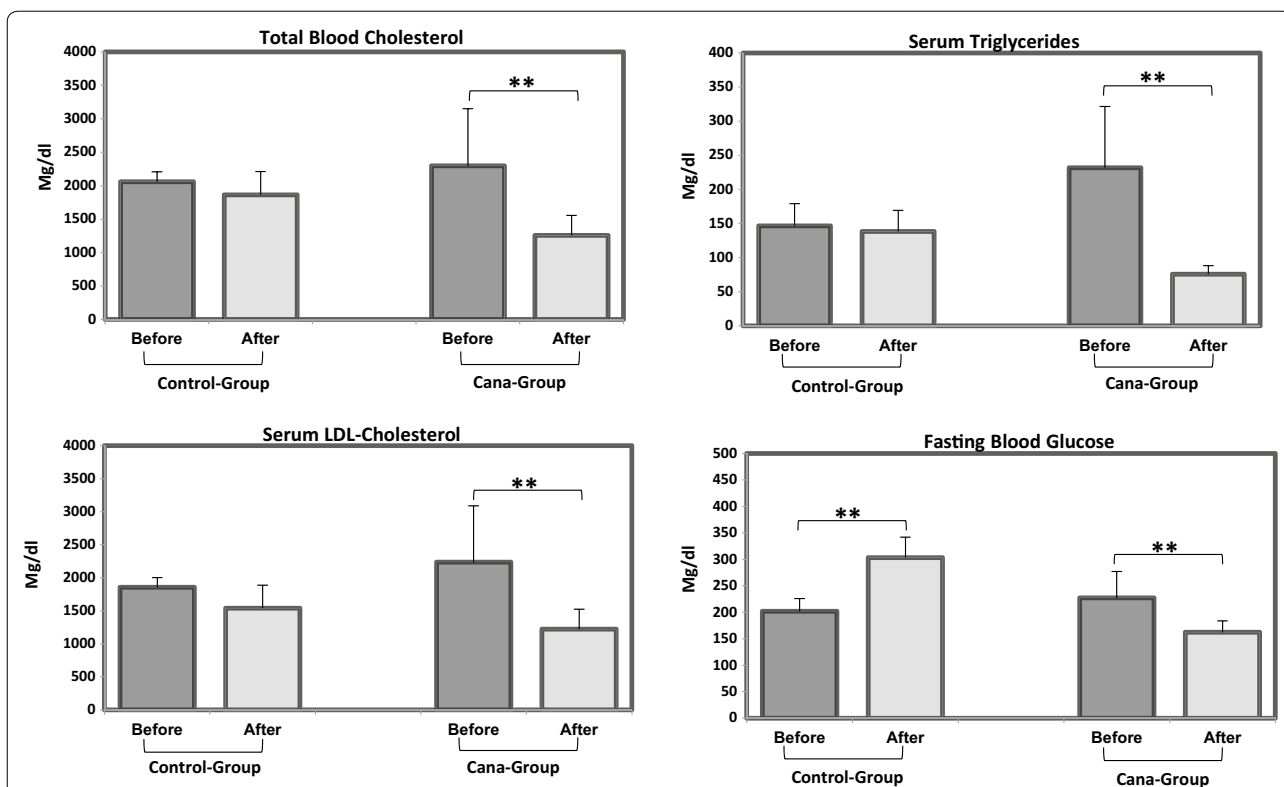 Total Blood Cholesterol
Mg/dl
4000
3500
3000
2500
2000
1500
1000
500
0
**
Before After Before After
Control-Group Cana-Group
Serum Triglycerides
Mg/dl
400
350
300
250
200
150
100
50
0
**
Before After Before After
Control-Group Cana-Group
Serum LDL-Cholesterol
Mg/dl
4000
3500
3000
2500
2000
1500
1000
500
0
**
Before After Before After
Control-Group Cana-Group
Fasting Blood Glucose
Mg/dl
500
450
400
350
300
250
200
150
100
50
0
** **
Before After Before After
Control-Group Cana-Group